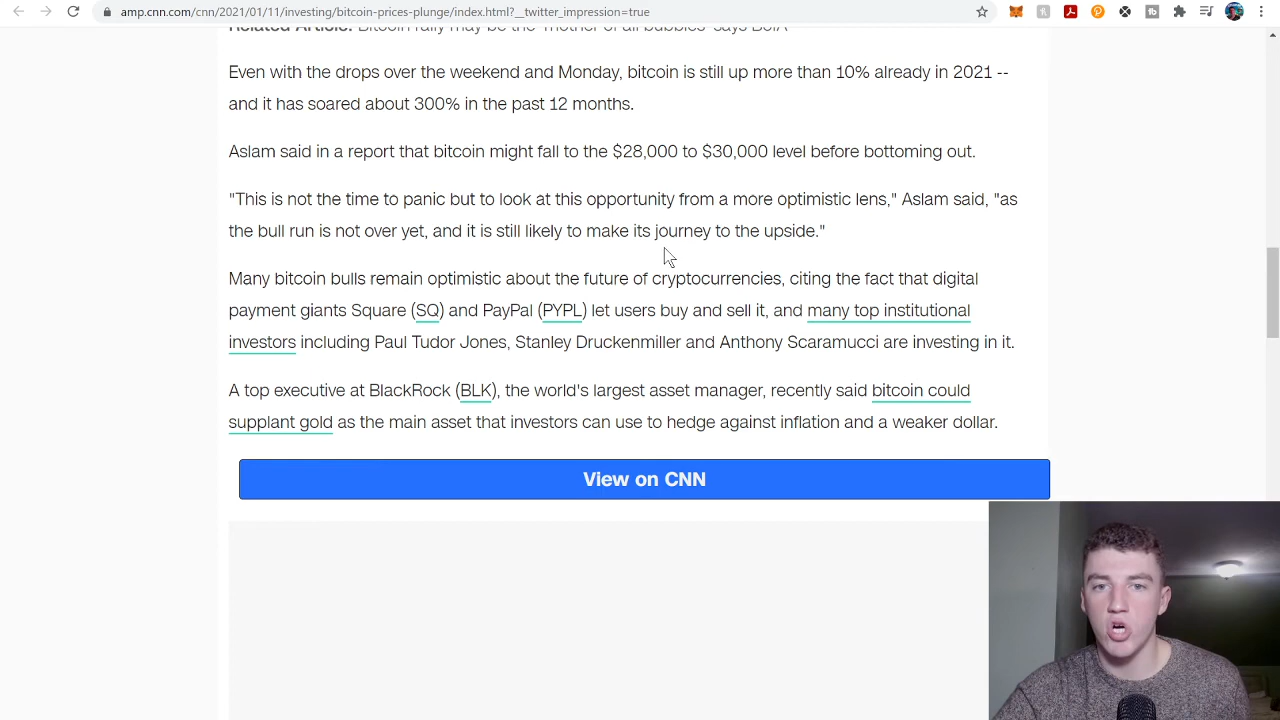 amp.cnn.com/cnn/2021/01/11/investing/bitcoin-prices-plunge/index.html?__twitter_impression=true
Related Article: Bitcoin rally may be the 'mother of all bubbles' says BofA
Even with the drops over the weekend and Monday, bitcoin is still up more than 10% already in 2021 --
and it has soared about 300% in the past 12 months.
Aslam said in a report that bitcoin might fall to the $28,000 to $30,000 level before bottoming out.
"This is not the time to panic but to look at this opportunity from a more optimistic lens," Aslam said, "as
the bull run is not over yet, and it is still likely to make its journey to the upside."
Many bitcoin bulls remain optimistic about the future of cryptocurrencies, citing the fact that digital
payment giants Square (SQ) and PayPal (PYPL) let users buy and sell it, and many top institutional
investors including Paul Tudor Jones, Stanley Druckenmiller and Anthony Scaramucci are investing in it.
A top executive at BlackRock (BLK), the world's largest asset manager, recently said bitcoin could
supplant gold as the main asset that investors can use to hedge against inflation and a weaker dollar.
View on CNN